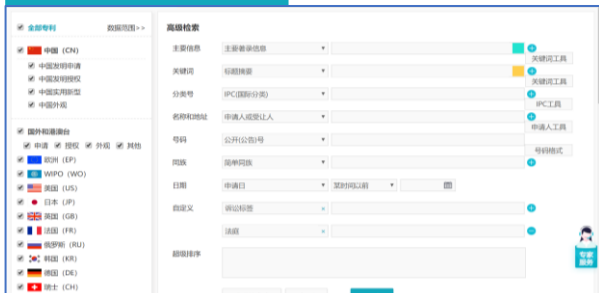 全部专利 数据范围>>
中国 (CN)
中国发明申请
中国发明授权
中国实用新型
中国外观
国外和港澳台
申请 授权 外观 其他
欧洲 (EP)
WIPO (WO)
美国 (US)
日本 (JP)
英国 (GB)
法国 (FR)
俄罗斯 (RU)
韩国 (KR)
德国 (DE)
瑞士 (CH)
高级检索
主要信息 主要著录信息
关键词工具
关键词 标题摘要
关键词工具
分类号 IPC(国际分类)
IPC工具
名称和地址 申请人或受让人
申请人工具
号码 公开(公告)号
号码格式
同族 简单同族
日期 申请日 某时间以前
自定义 诉讼标签
法庭
超级排序
专家
服务